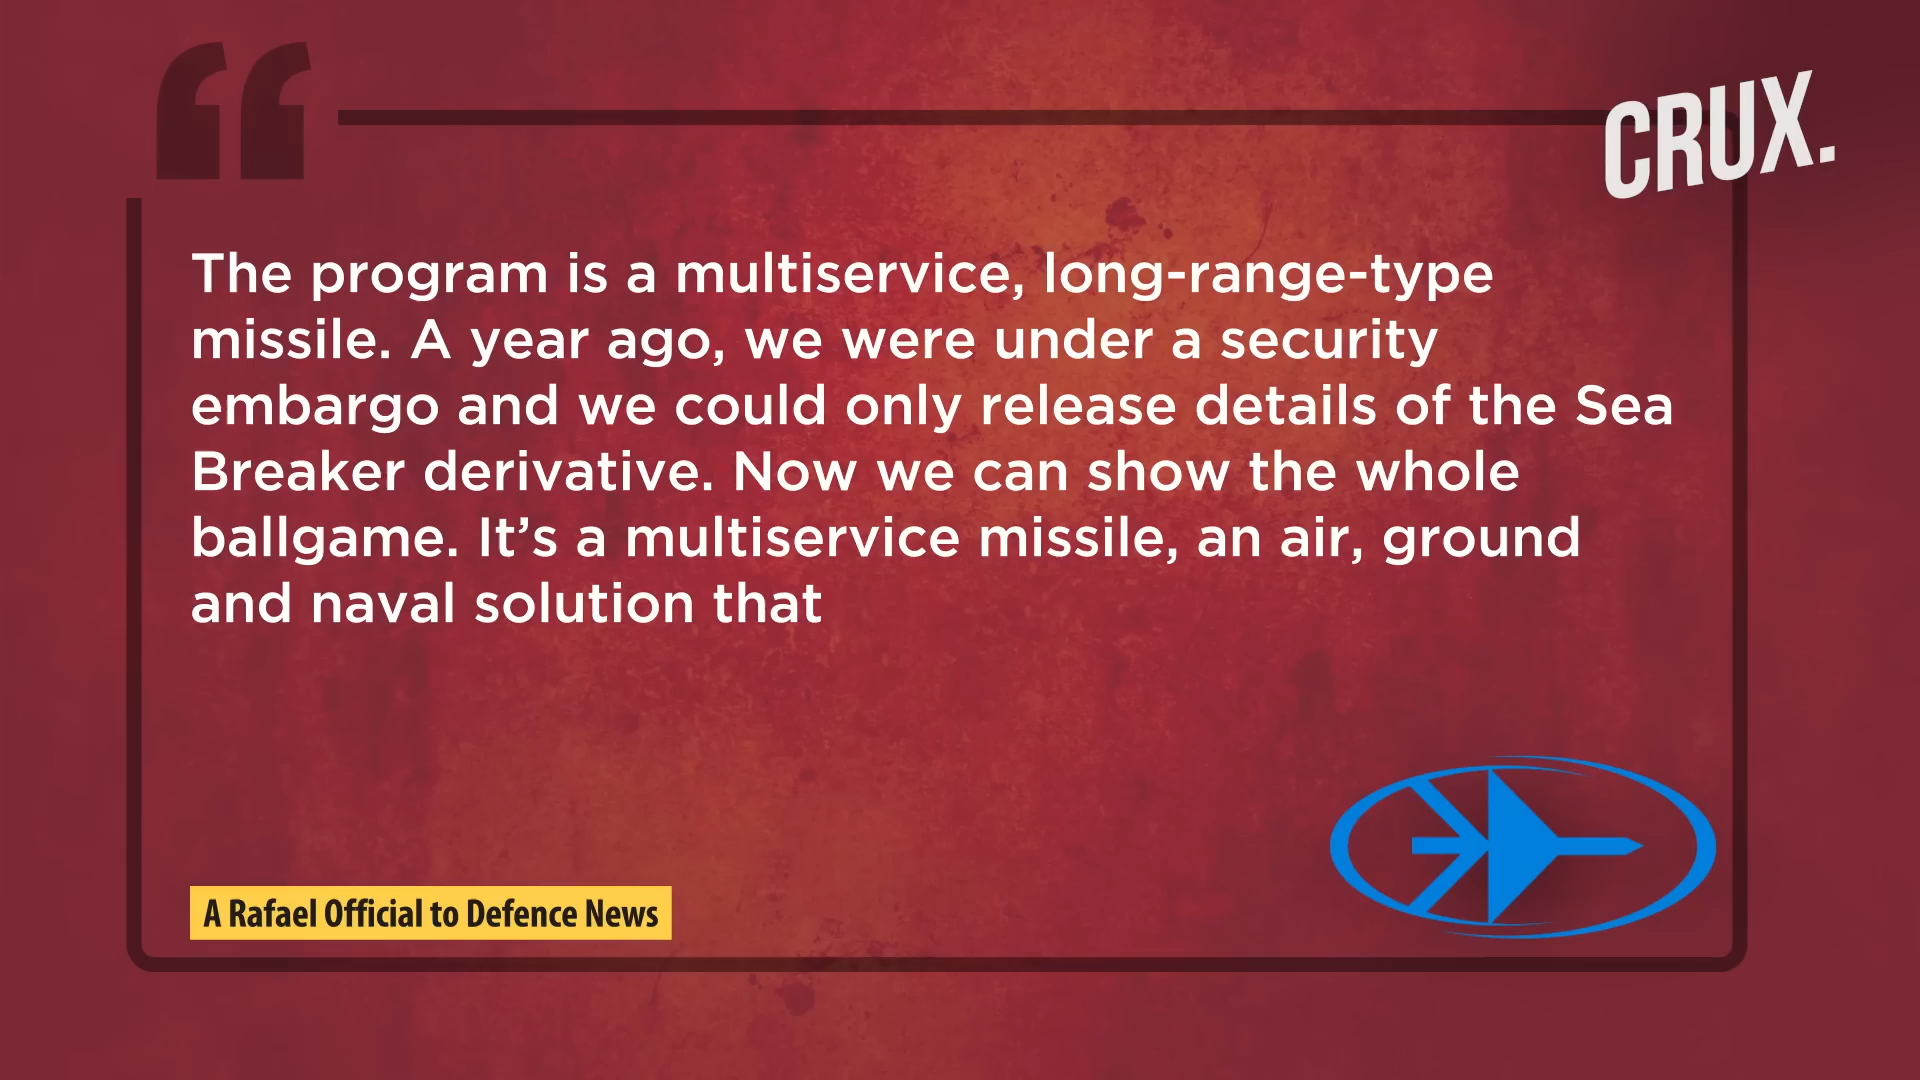 “
CRUX.
The program is a multiservice, long-range-type
missile. A year ago, we were under a security
embargo and we could only release details of the Sea
Breaker derivative. Now we can show the whole
ballgame. It’s a multiservice missile, an air, ground
and naval solution that
A Rafael Official to Defence News